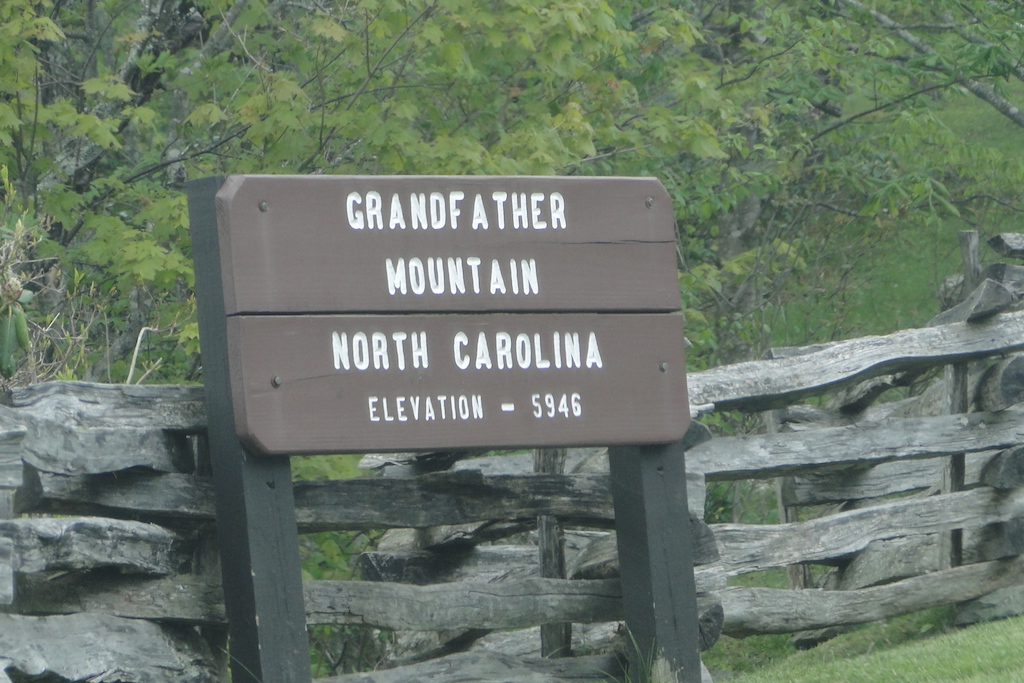 GRANDFATHER
MOUNTAIN
NORTH CAROLINA
ELEVATION - 5946